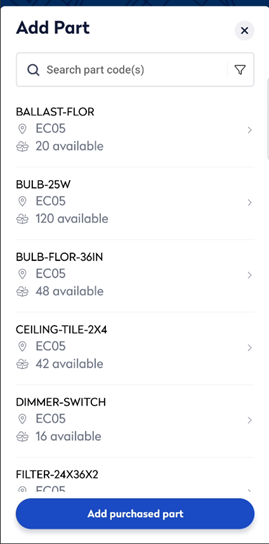 Add Part
Search part code(s)
BALLAST-FLOR
EC05
20 available
BULB-25W
EC05
120 available
BULB-FLOR-36IN
EC05
48 available
CEILING-TILE-2X4
EC05
42 available
DIMMER-SWITCH
EC05
16 available
FILTER-24X36X2
EC05
Add purchased part